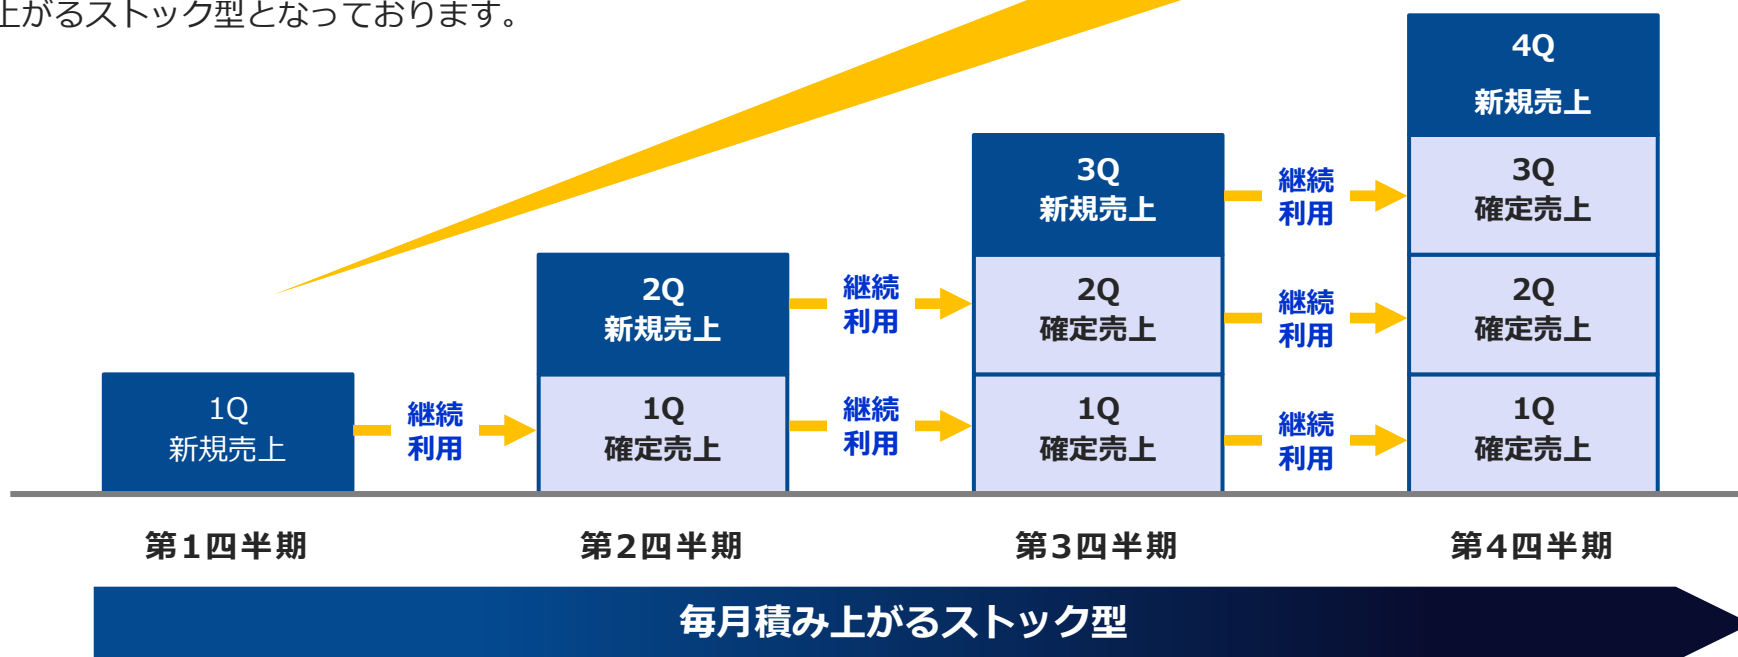 上がるストック型となっております。
1Q
新規売上
継続
利用
2Q
新規売上
1Q
確定売上
継続
利用
継続
利用
3Q
新規売上
2Q
確定売上
1Q
確定売上
継続
利用
継続
利用
継続
利用
4Q
新規売上
3Q
確定売上
2Q
確定売上
1Q
確定売上
第1四半期
第2四半期
第3四半期
第4四半期
毎月積み上がるストック型